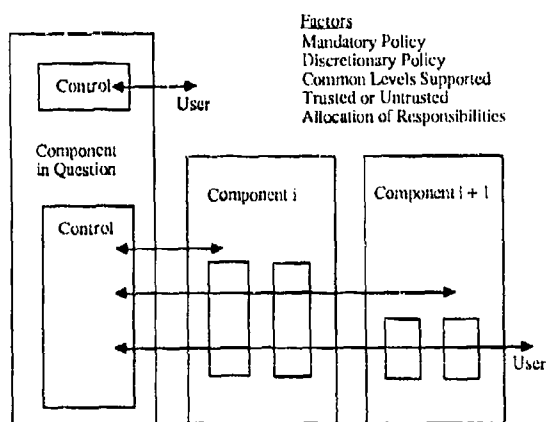 Factors
Mandatory Policy
Discretionary Policy
Common Levels Supported
Trusted or Untrusted
Allocation of Responsibilities
Control
User
Component
in Question
Component i
Component i + 1
Control
User